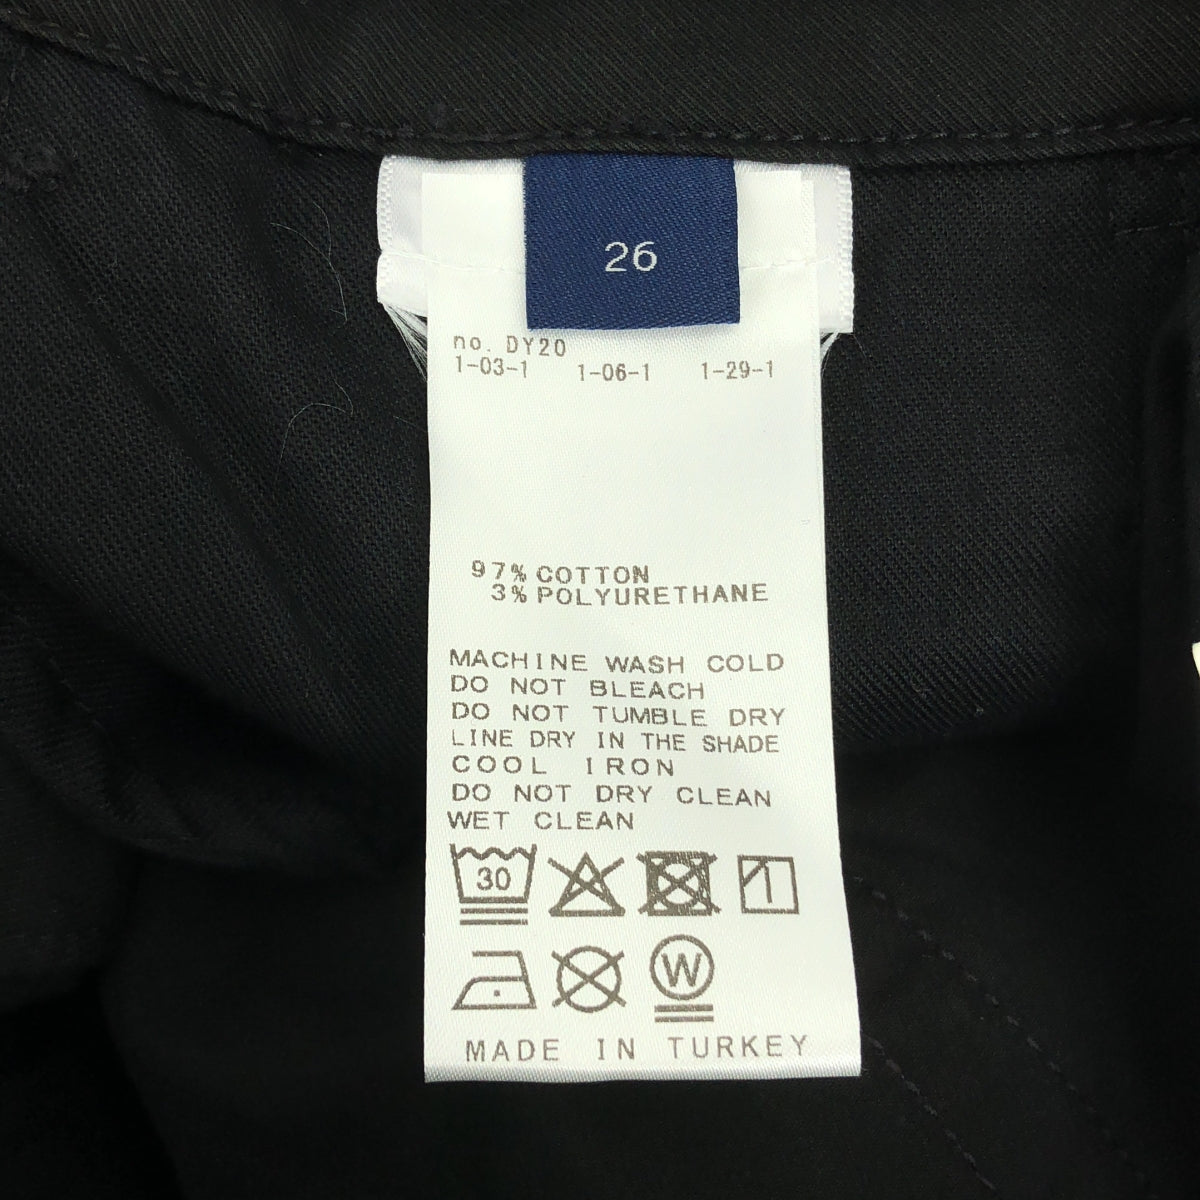 26
no. DY20
1-03-1 1-06-1 1-29-1
97% COTTON
3% POLYURETHANE
MACHINE WASH COLD
DO NOT BLEACH
DO NOT TUMBLE DRY
LINE DRY IN THE SHADE
COOL IRON
DO NOT DRY CLEAN
WET CLEAN
30
W
MADE IN TURKEY